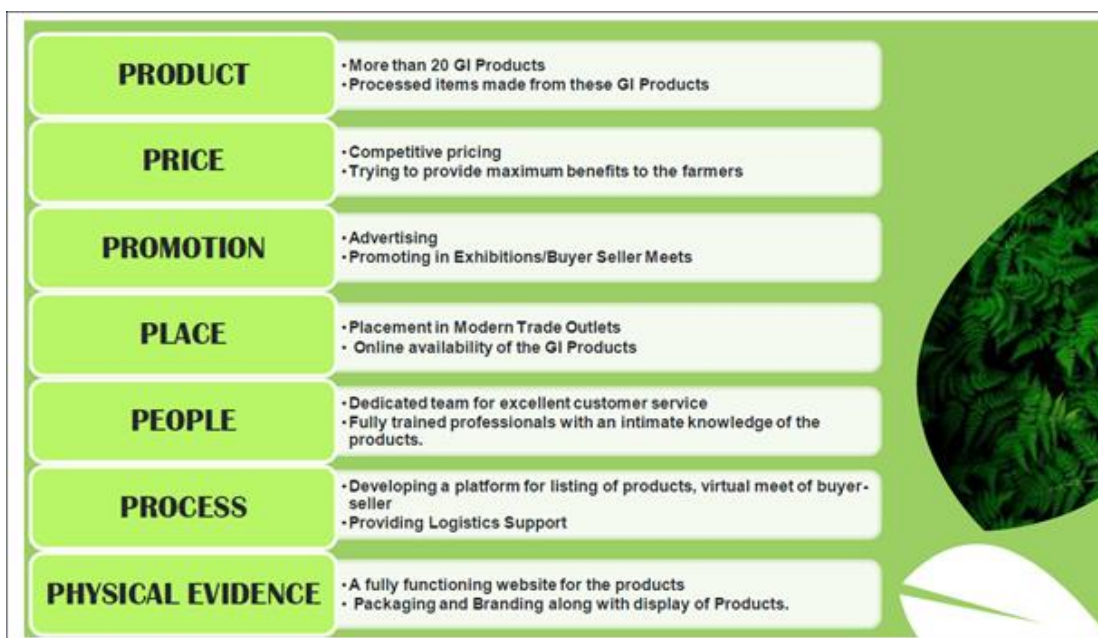 PRODUCT
•More than 20 GI Products
•Processed items made from these GI Products
PRICE
•Competitive pricing
•Trying to provide maximum benefits to the farmers
PROMOTION
•Advertising
•Promoting in Exhibitions/Buyer Seller Meets
PLACE
•Placement in Modern Trade Outlets
• Online availability of the GI Products
PEOPLE
•Dedicated team for excellent customer service
•Fully trained professionals with an intimate knowledge of the
products.
PROCESS
•Developing a platform for listing of products, virtual meet of buyer-
seller
•Providing Logistics Support
PHYSICAL EVIDENCE
•A fully functioning website for the products
• Packaging and Branding along with display of Products.